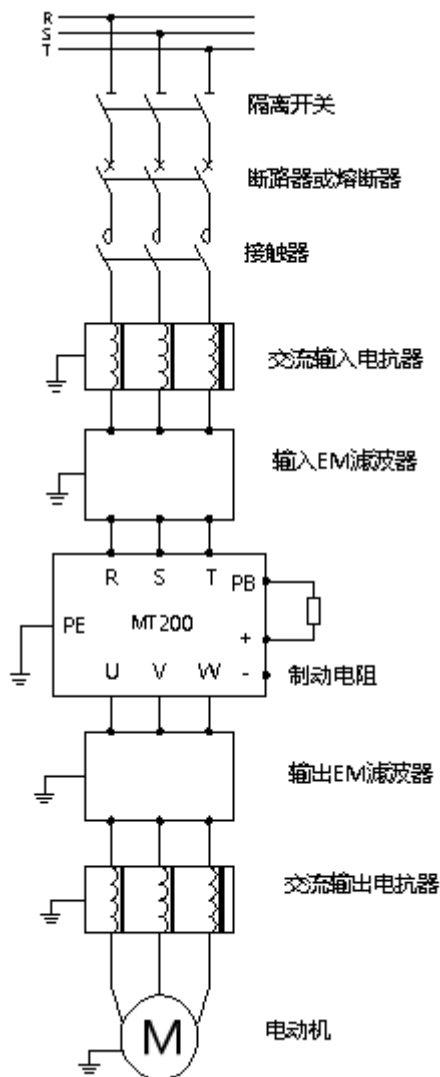 R
S
T
隔离开关
断路器或熔断器
接触器
交流输入电抗器
输入EM滤波器
R S T PB
PE MT200
+
U V W -
制动电阻
输出EM滤波器
交流输出电抗器
M 电动机